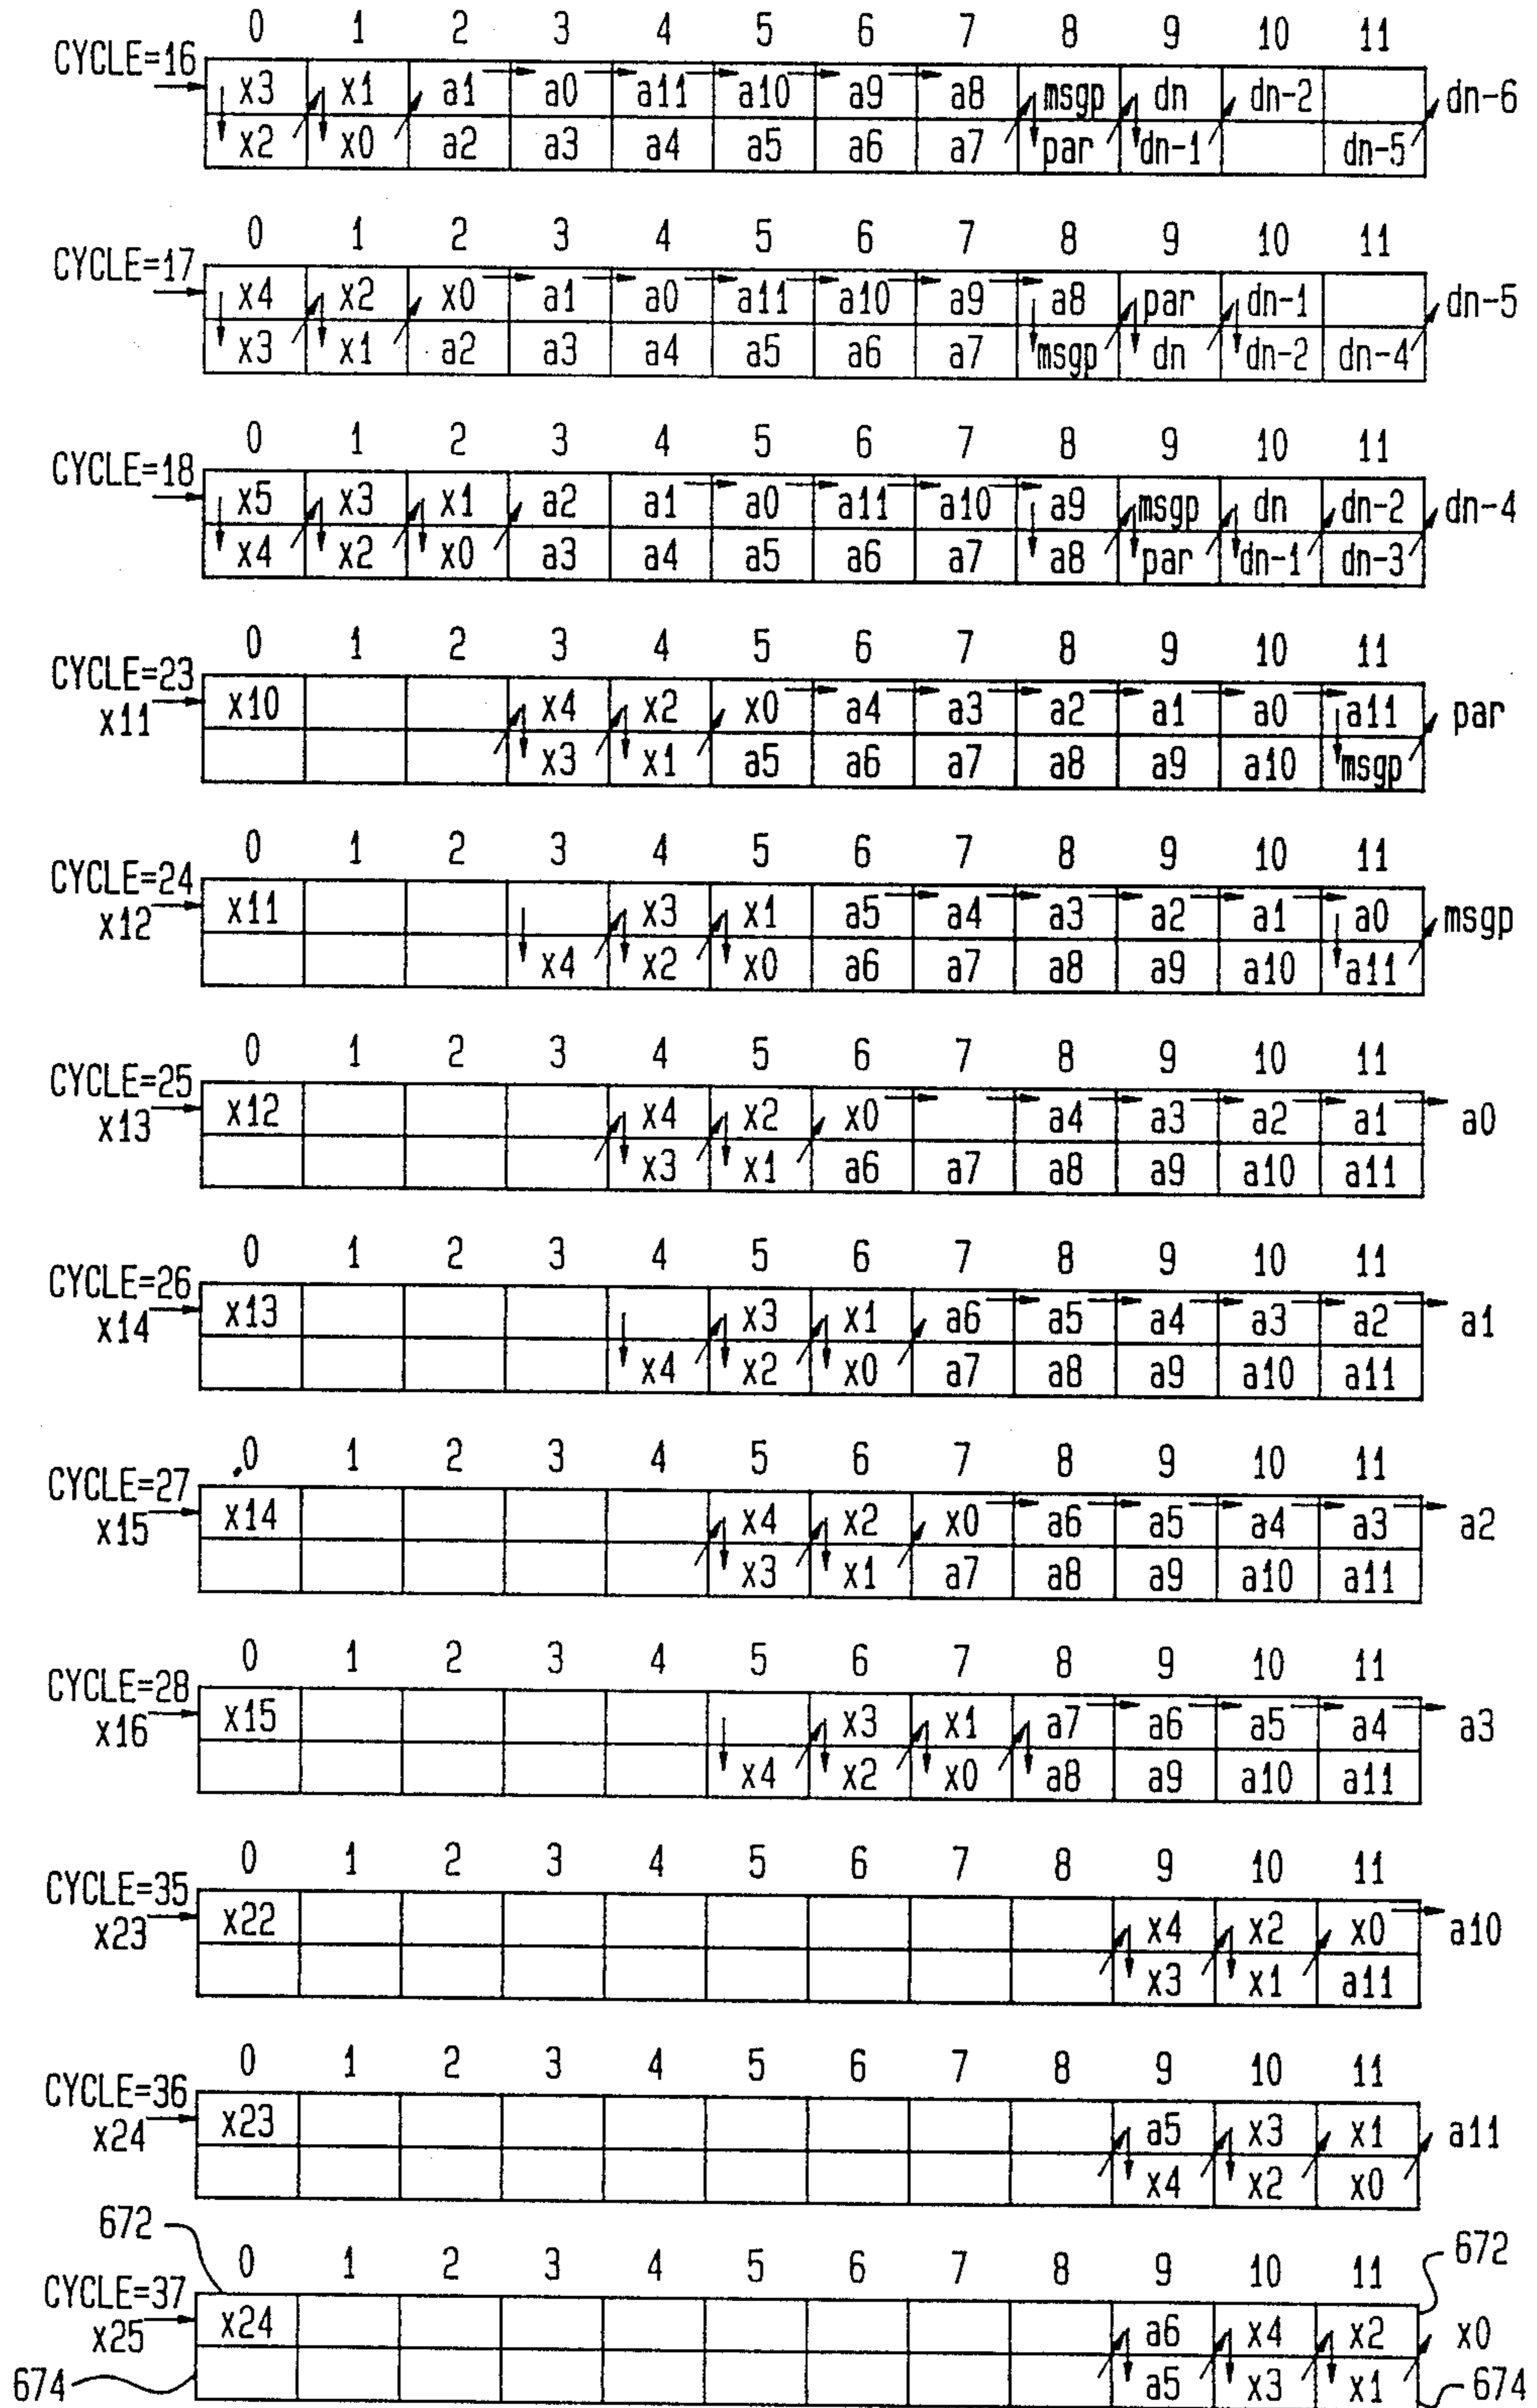 0 1 2 3 4 5 6 7 8 9 10 11
CYCLE=16 x3 x1 a1 a0 a11 a10 a9 a8 msgp dn dn-2 dn-6
x2 x0 a2 a3 a4 a5 a6 a7 par dn-1 dn-5
0 1 2 3 4 5 6 7 8 9 10 11
CYCLE=17 x4 x2 x0 a1 a0 a11 a10 a9 a8 par dn-1 dn-5
x3 x1 a2 a3 a4 a5 a6 a7 msgp dn dn-2 dn-4
0 1 2 3 4 5 6 7 8 9 10 11
CYCLE=18 x5 x3 x1 a2 a1 a0 a11 a10 a9 msgp dn dn-2 dn-4
x4 x2 x0 a3 a4 a5 a6 a7 a8 par dn-1 dn-3
0 1 2 3 4 5 6 7 8 9 10 11
CYCLE=23 x10 x4 x2 x0 a4 a3 a2 a1 a0 a11 par
x11 x3 x1 a5 a6 a7 a8 a9 a10 msgp
0 1 2 3 4 5 6 7 8 9 10 11
CYCLE=24 x11 x3 x1 a5 a4 a3 a2 a1 a0 msgp
x12 x4 x2 x0 a6 a7 a8 a9 a10 a11
0 1 2 3 4 5 6 7 8 9 10 11
CYCLE=25 x12 x4 x2 x0 a4 a3 a2 a1 a0
x13 x3 x1 a6 a7 a8 a9 a10 a11
0 1 2 3 4 5 6 7 8 9 10 11
CYCLE=26 x13 x3 x1 a6 a5 a4 a3 a2 a1
x14 x4 x2 x0 a7 a8 a9 a10 a11
0 1 2 3 4 5 6 7 8 9 10 11
CYCLE=27 x14 x4 x2 x0 a6 a5 a4 a3 a2
x15 x3 x1 a7 a8 a9 a10 a11
0 1 2 3 4 5 6 7 8 9 10 11
CYCLE=28 x15 x3 x1 a7 a6 a5 a4 a3
x16 x4 x2 x0 a8 a9 a10 a11
0 1 2 3 4 5 6 7 8 9 10 11
CYCLE=35 x22 x4 x2 x0 a10
x23 x3 x1 a11
0 1 2 3 4 5 6 7 8 9 10 11
CYCLE=36 x23 a5 x3 x1 a11
x24 x4 x2 x0
672 0 1 2 3 4 5 6 7 8 9 10 11 672
CYCLE=37 x24 a6 x4 x2 x0
x25 a5 x3 x1
674 674